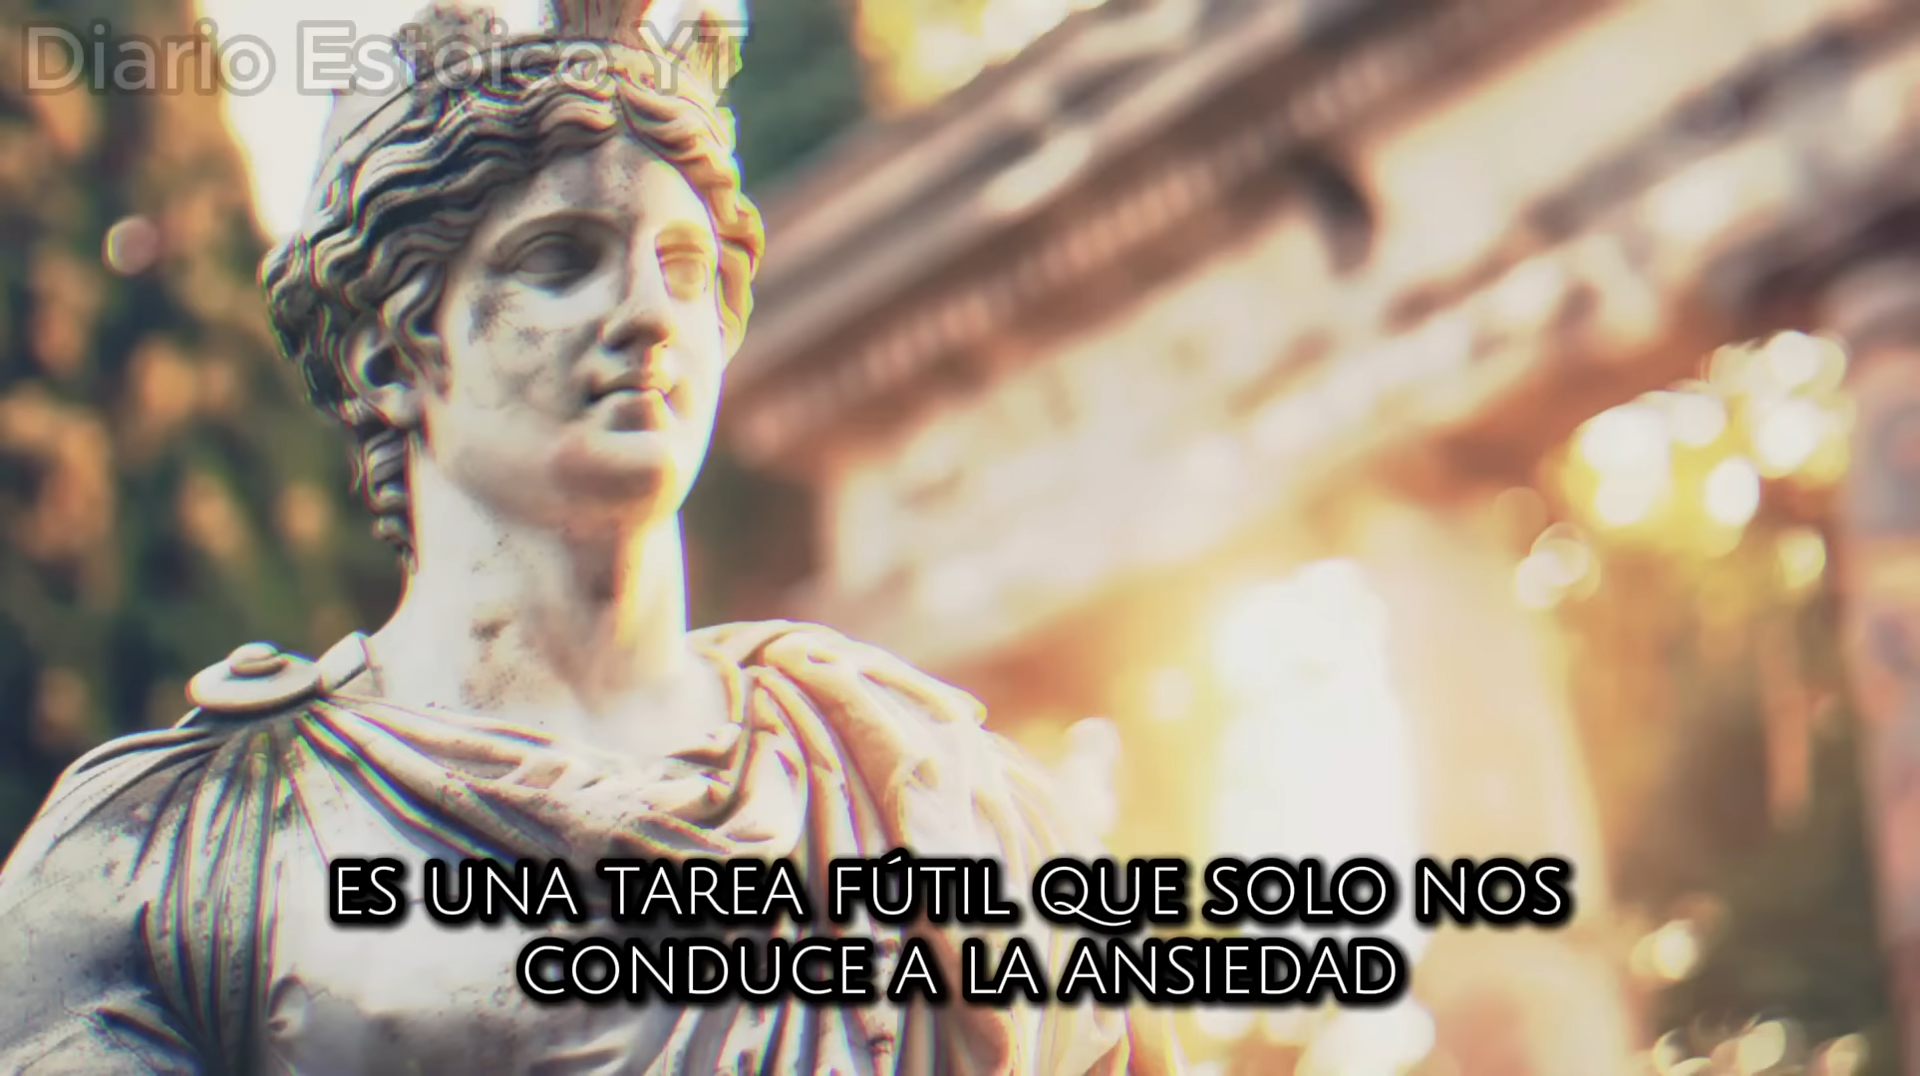 Diario Estoico YT
ES UNA TAREA FÚTIL QUE SOLO NOS
CONDUCE A LA ANSIEDAD